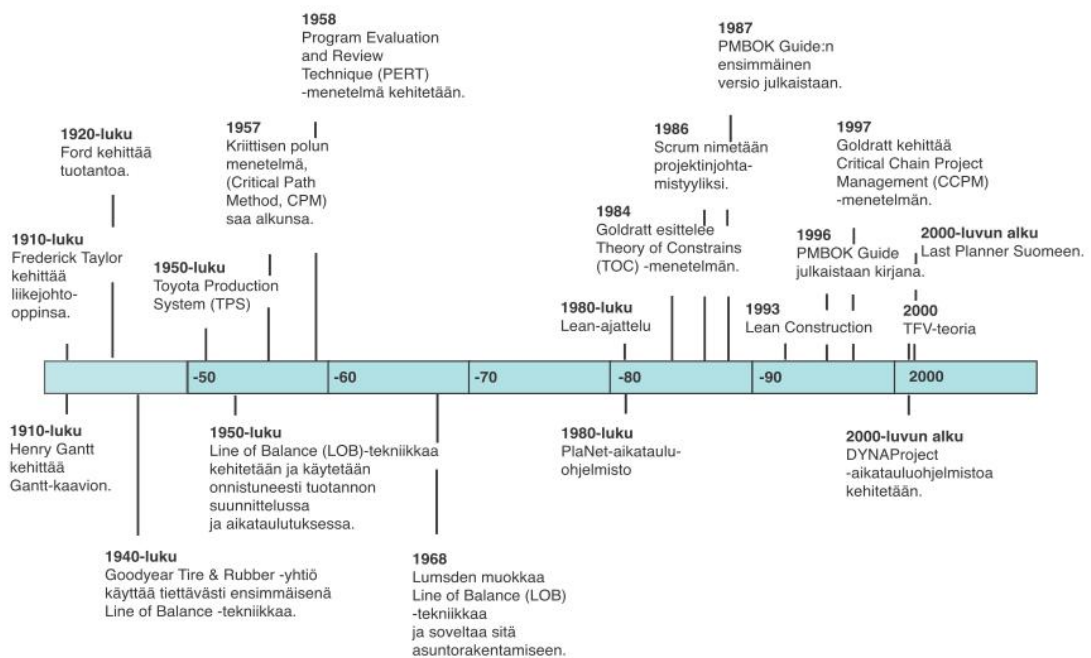 1958
Program Evaluation
and Review
Technique (PERT)
-menetelmä kehitetään.
1987
PMBOK Guide:n
ensimmäinen
versio julkaistaan.
1920-luku
Ford kehittää
tuotantoa.
1957
Kriittisen polun
menetelmä,
(Critical Path
Method, CPM)
saa alkunsa.
1986
Scrum nimetään
projektinjohta-
mistyyliksi.
1997
Goldratt kehittää
Critical Chain Project
Management (CCPM)
-menetelmän.
1910-luku
Frederick Taylor
kehittää
liikejohto-
oppinsa.
1950-luku
Toyota Production
System (TPS)
1984
Goldratt esittelee
Theory of Constrains
(TOC) -menetelmän.
1996
PMBOK Guide
julkaistaan kirjana.
2000-luvun alku
Last Planner Suomeen.
1980-luku
Lean-ajattelu
1993
Lean Construction
2000
TFV-teoria
-50
-60
-70
-80
-90
2000
1910-luku
Henry Gantt
kehittää
Gantt-kaavion.
1950-luku
Line of Balance (LOB)-tekniikkaa
kehitetään ja käytetään
onnistuneesti tuotannon
suunnittelussa
ja aikataulutuksessa.
1980-luku
PlaNet-aikataulu-
ohjelmisto
2000-luvun alku
DYNAProject
-aikatauluohjelmistoa
kehitetään.
1940-luku
Goodyear Tire & Rubber -yhtiö
käyttää tiettävästi ensimmäisenä
Line of Balance -tekniikkaa.
1968
Lumsden muokkaa
Line of Balance (LOB)
-tekniikkaa
ja soveltaa sitä
asuntorakentamiseen.